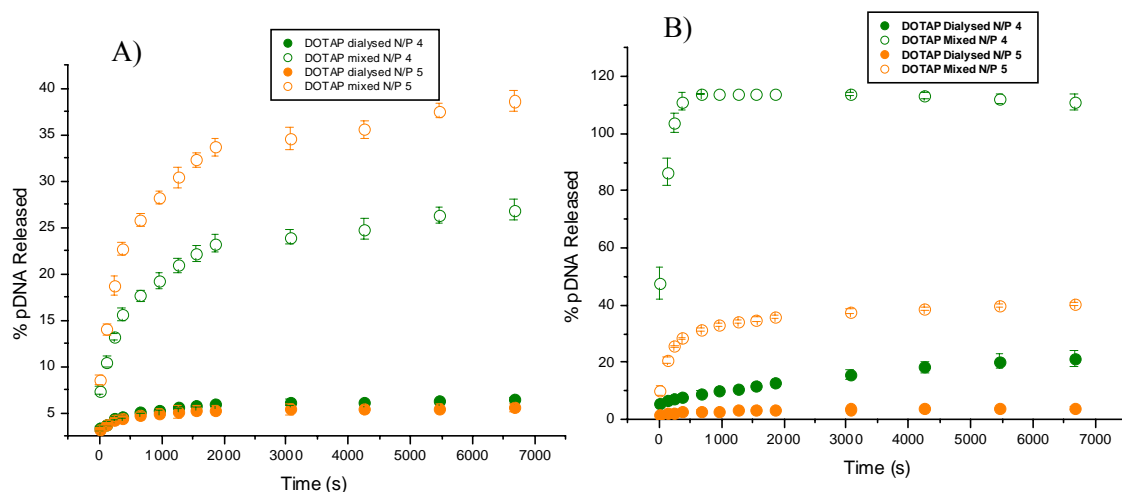 A)
DOTAP dialysed N/P 4
DOTAP mixed N/P 4
DOTAP dialysed N/P 5
DOTAP mixed N/P 5
% pDNA Released
40
35
30
25
20
15
10
5
0 1000 2000 3000 4000 5000 6000 7000
Time (s)
B)
DOTAP Dialysed N/P 4
DOTAP Mixed N/P 4
DOTAP Dialysed N/P 5
DOTAP Mixed N/P 5
% pDNA Released
120
100
80
60
40
20
0
0 1000 2000 3000 4000 5000 6000 7000
Time (s)